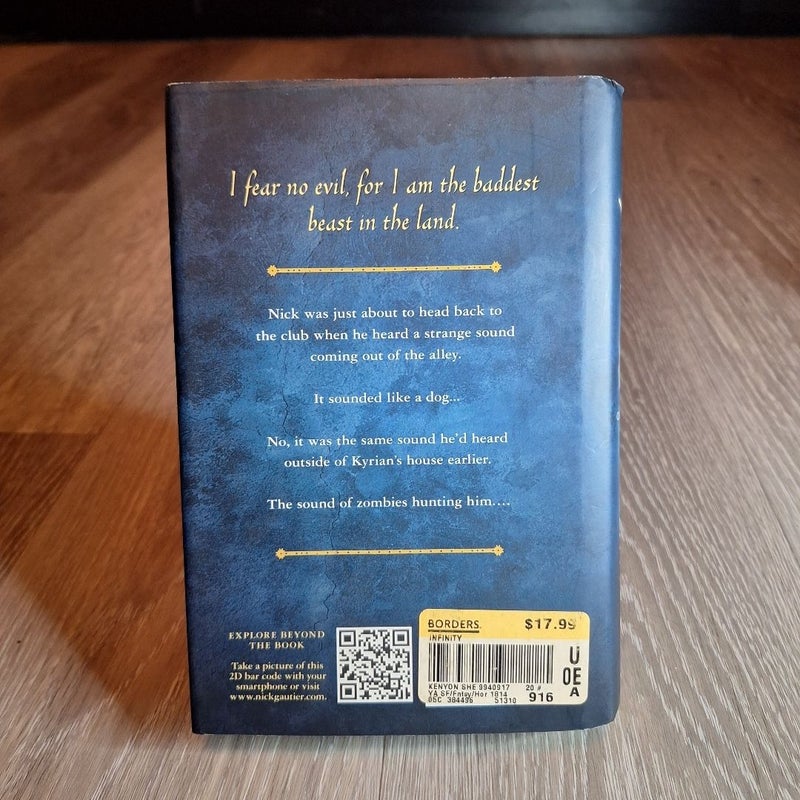 I fear no evil, for I am the baddest
beast in the land.
Nick was just about to head back to
the club when he heard a strange sound
coming out of the alley.
It sounded like a dog...
No, it was the same sound he'd heard
outside of Kyrian's house earlier.
The sound of zombies hunting him....
EXPLORE BEYOND
THE BOOK
Take a picture of this
2D bar code with your
smartphone or visit
www.nickgautier.com
BORDERS. $17.99
INFINITY
U
OE
A
KENYON SHE 9940917 20 #
YA SF/Fntsy/Hor 1814 916
05C 384496 51310